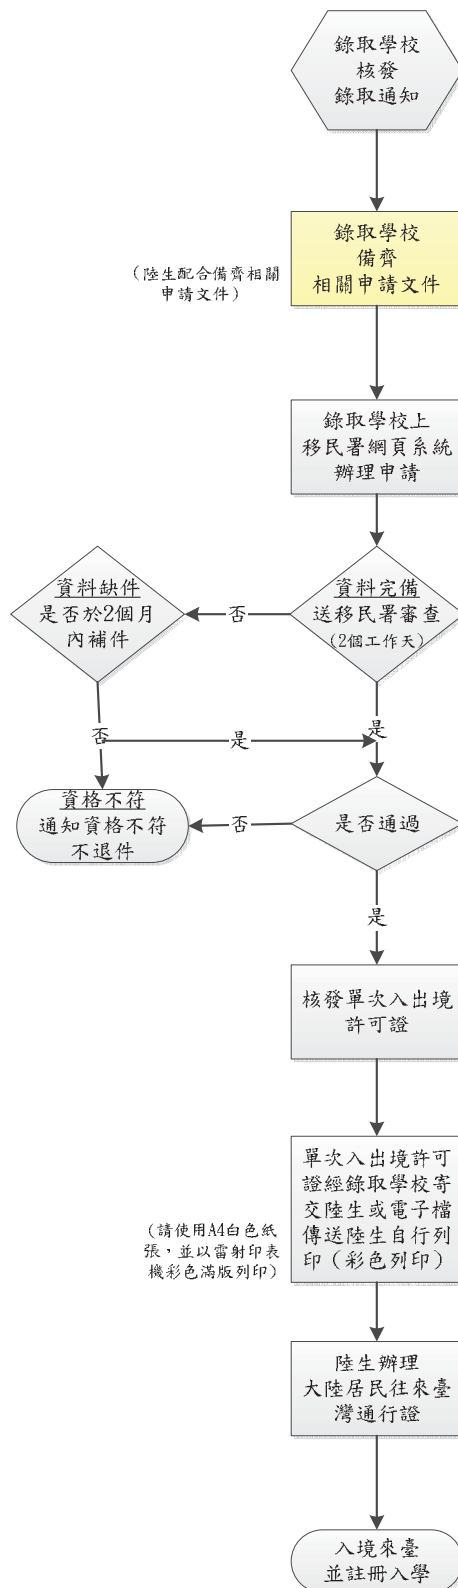 錄取學校
核發
錄取通知
錄取學校
備齊
相關申請文件
(陸生配合備齊相關
申請文件)
錄取學校上
移民署網頁系統
辦理申請
資料完備
送移民署審查
(2個工作天)
否
資料缺件
是否於2個月
內補件
否
是
是
是否通過
否
資格不符
通知資格不符
不退件
是
核發單次入出境
許可證
單次入出境許可
證經錄取學校寄
交陸生或電子檔
傳送陸生自行列
印(彩色列印)
(請使用A4白色紙
張，並以雷射印表
機彩色滿版列印)
陸生辦理
大陸居民往來臺
灣通行證
入境來臺
並註冊入學